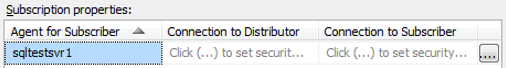 Subscription properties:
Agent for Subscriber Connection to Distributor Connection to Subscriber
sqltestsvr1 Click (...) to set securit... Click (...) to set security... ...